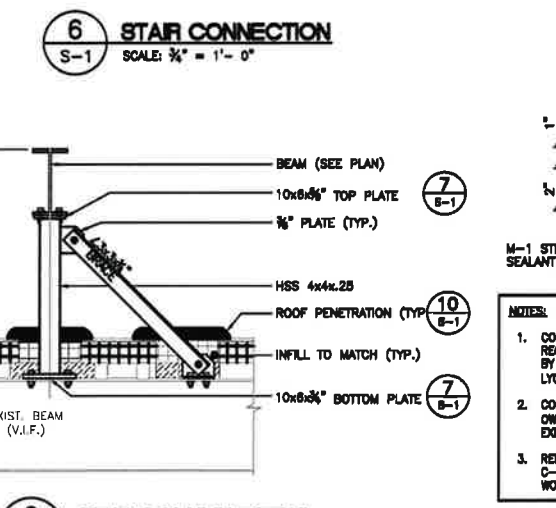 6
S-1
STAIR CONNECTION
SCALE: ¾" = 1'- 0"
BEAM (SEE PLAN)
10x6x⅝" TOP PLATE
7
S-1
⅜" PLATE (TYP.)
BRACE
HSS 4x4x.25
ROOF PENETRATION (TYP
10
S-1
INFILL TO MATCH (TYP.)
10x6x¾" BOTTOM PLATE
7
S-1
XIST. BEAM
(V.I.F.)
1"
2"
M-1 STE
SEALANT
NOTES:
1. CO
REC
BY
LYO
2. CO
OW
EXI
3. RE
C-
WO